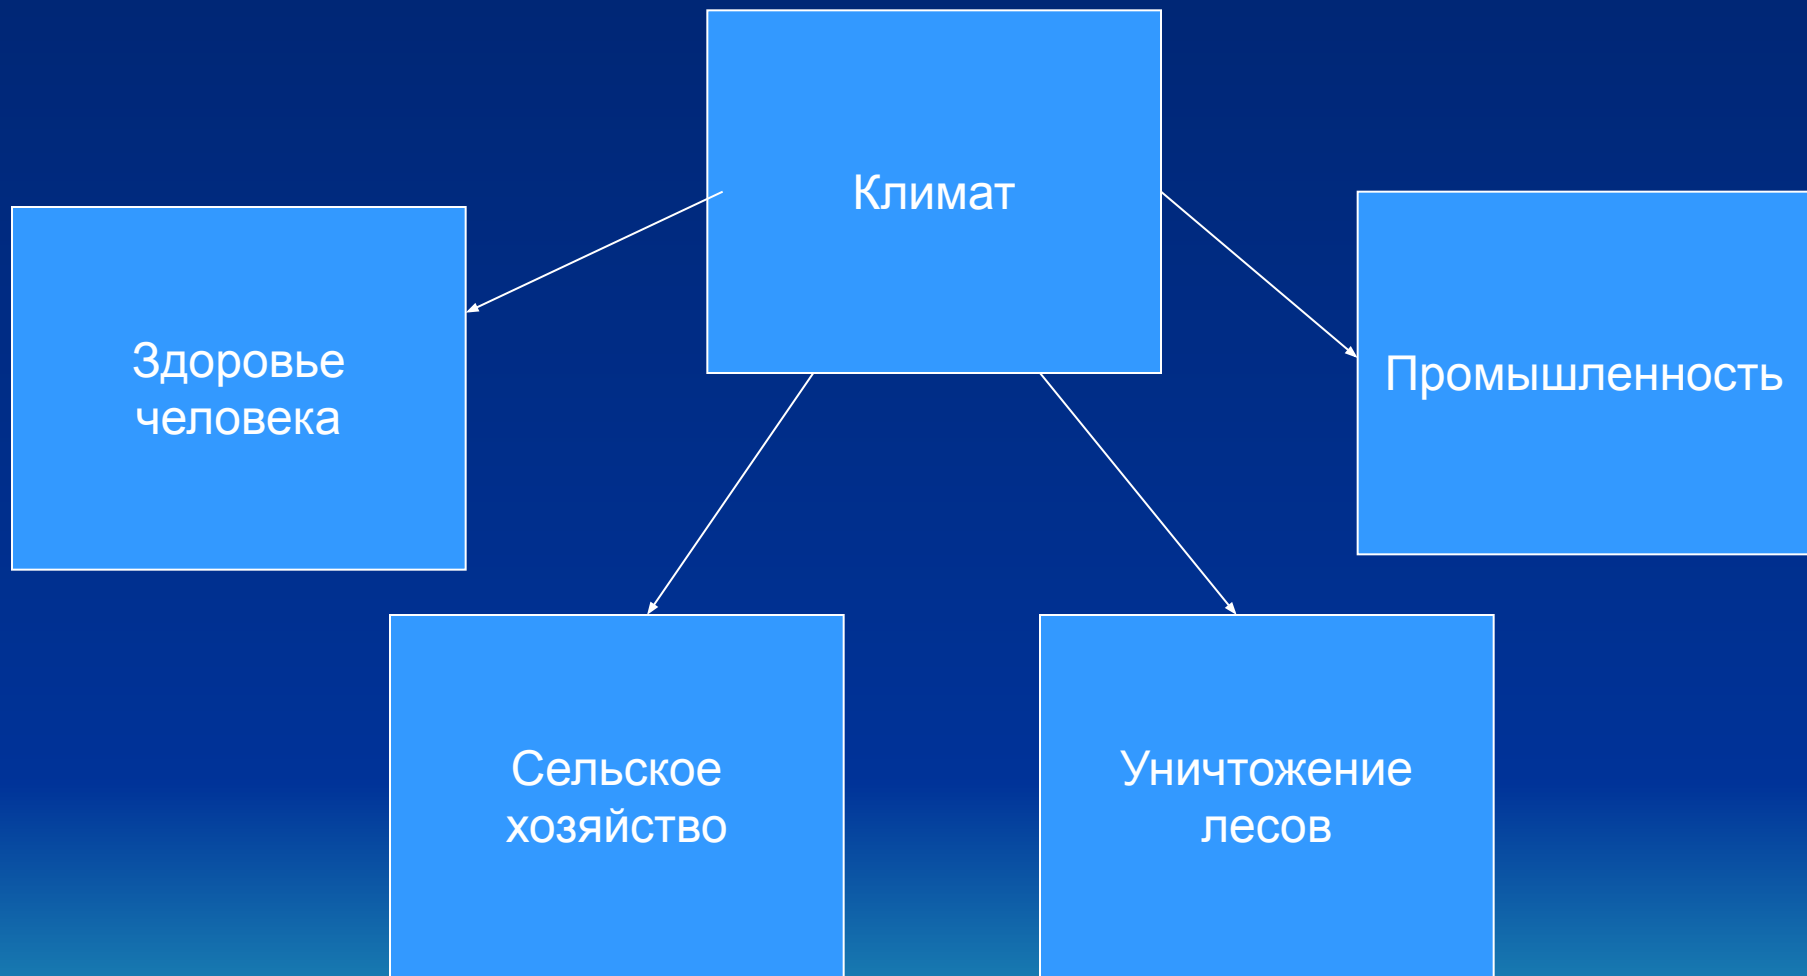 Климат
Здоровье
человека
Промышленность
Сельское
хозяйство
Уничтожение
лесов